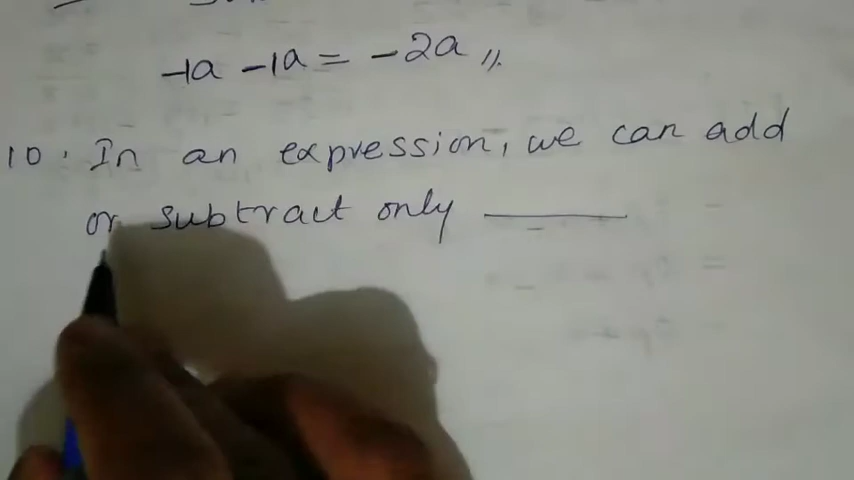 -1a -1a = -2a //.
10. In an expression, we can add
or subtract only ______